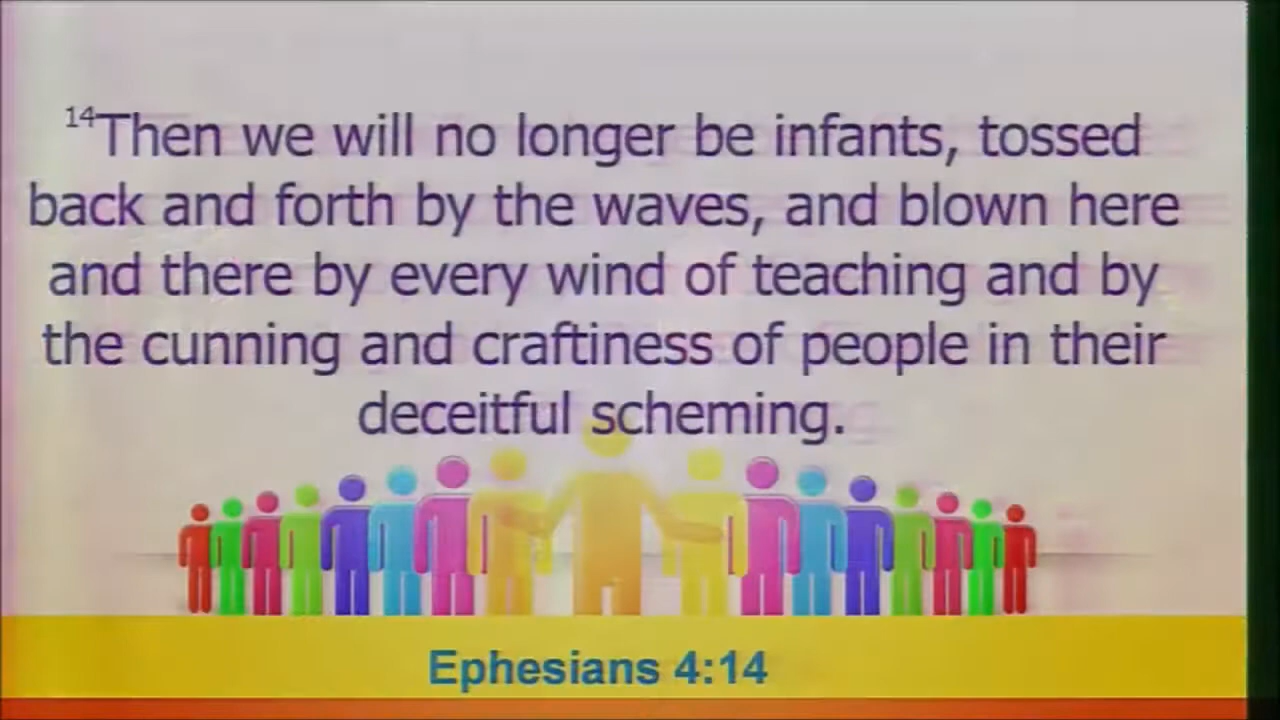 14Then we will no longer be infants, tossed
back and forth by the waves, and blown here
and there by every wind of teaching and by
the cunning and craftiness of people in their
deceitful scheming.
Ephesians 4:14